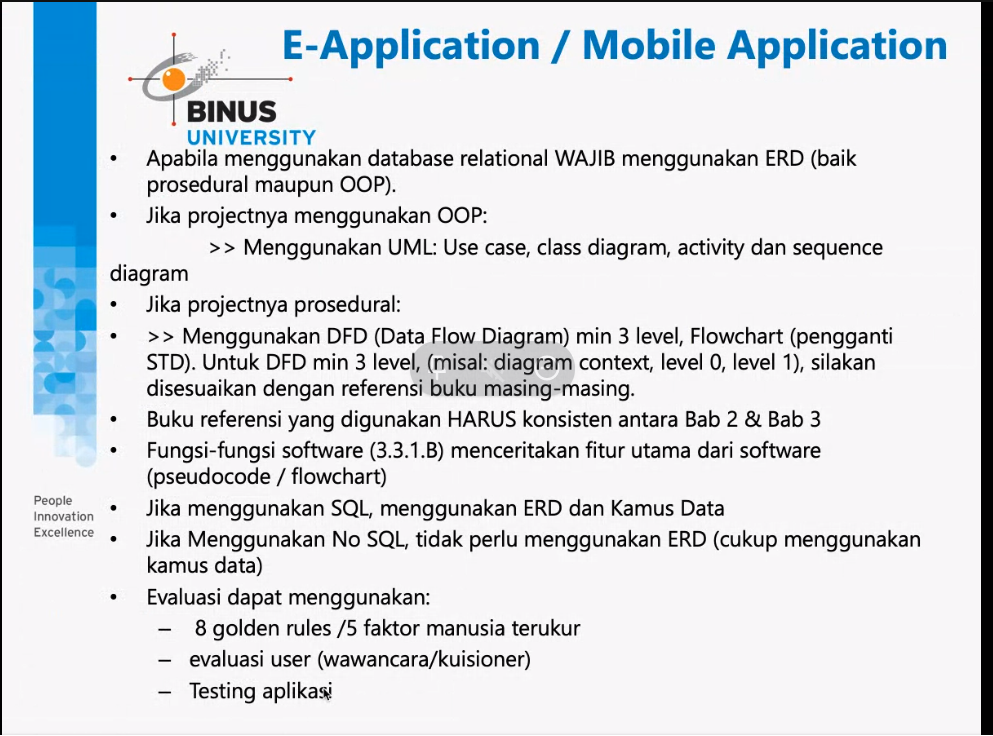 E-Application / Mobile Application
BINUS
UNIVERSITY
• Apabila menggunakan database relational WAJIB menggunakan ERD (baik
prosedural maupun OOP).
• Jika projectnya menggunakan OOP:
>> Menggunakan UML: Use case, class diagram, activity dan sequence
diagram
• Jika projectnya prosedural:
• >> Menggunakan DFD (Data Flow Diagram) min 3 level, Flowchart (pengganti
STD). Untuk DFD min 3 level, (misal: diagram context, level 0, level 1), silakan
disesuaikan dengan referensi buku masing-masing.
• Buku referensi yang digunakan HARUS konsisten antara Bab 2 & Bab 3
• Fungsi-fungsi software (3.3.1.B) menceritakan fitur utama dari software
(pseudocode / flowchart)
• Jika menggunakan SQL, menggunakan ERD dan Kamus Data
• Jika Menggunakan No SQL, tidak perlu menggunakan ERD (cukup menggunakan
kamus data)
• Evaluasi dapat menggunakan:
– 8 golden rules /5 faktor manusia terukur
– evaluasi user (wawancara/kuisioner)
– Testing aplikasi
People
Innovation
Excellence